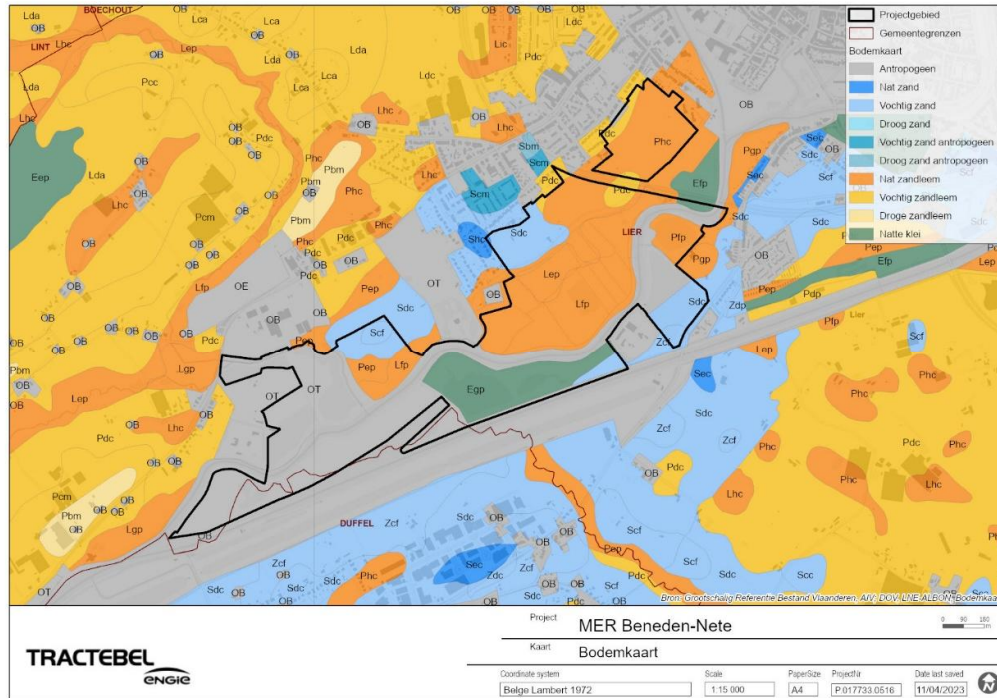 BOECHOUT
LINT
LIER
DUFFEL
Projectgebied
Gemeentegrenzen
Bodemkaart
Antropogeen
Nat zand
Vochtig zand
Droog zand
Vochtig zand antropogeen
Droog zand antropogeen
Nat zandleem
Vochtig zandleem
Droge zandleem
Natte klei
OB
Lca
Lda
Lhc
Lep
Lic
Ldc
Pdc
Pcc
Eep
Phc
Pbm
Pcm
Sbm
Scm
Shc
Sdc
Efp
Pgp
Sec
Scf
Pfp
Lfp
OE
OT
Pep
Lgp
Egp
Zcf
Zdp
Pdp
Zdc
Scc
Bron: Grootschalig Referentie Bestand Vlaanderen, AIV; DOV, LNE-ALBON, Bodemkaa
TRACTEBEL
ENGIE
Project MER Beneden-Nete
0 90 180
m
Kaart Bodemkaart
Coordinate system Scale PaperSize Projectnr Date last saved
Belge Lambert 1972 1:15 000 A4 P.017733.0516 11/04/2023
N